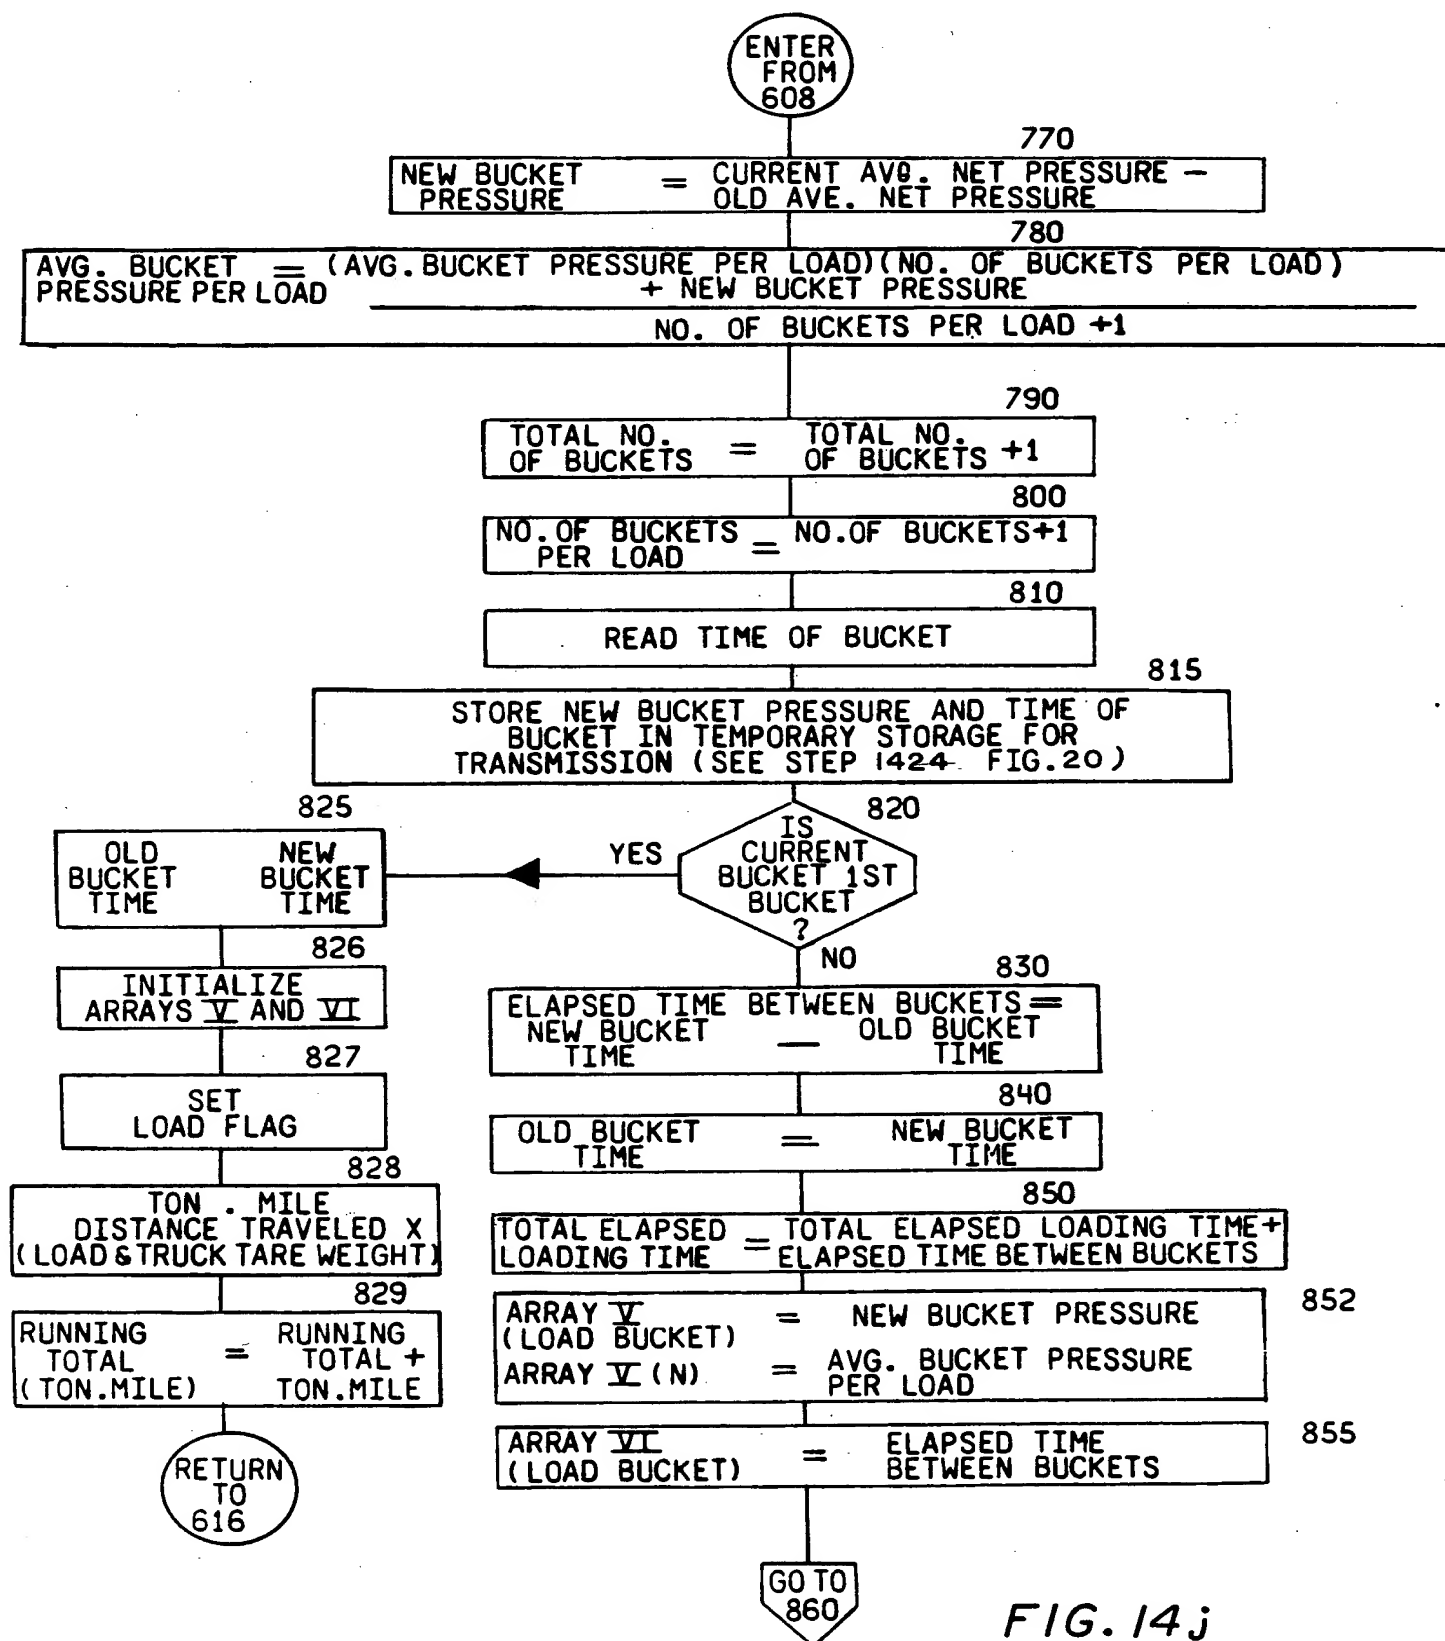 ENTER
FROM
608
770
NEW BUCKET = CURRENT AVG. NET PRESSURE –
PRESSURE OLD AVE. NET PRESSURE
780
AVG. BUCKET = (AVG. BUCKET PRESSURE PER LOAD)(NO. OF BUCKETS PER LOAD)
PRESSURE PER LOAD + NEW BUCKET PRESSURE
NO. OF BUCKETS PER LOAD +1
790
TOTAL NO. = TOTAL NO.
OF BUCKETS OF BUCKETS +1
800
NO. OF BUCKETS = NO. OF BUCKETS+1
PER LOAD
810
READ TIME OF BUCKET
815
STORE NEW BUCKET PRESSURE AND TIME OF
BUCKET IN TEMPORARY STORAGE FOR
TRANSMISSION (SEE STEP 1424 FIG.20)
820
IS
CURRENT
BUCKET 1ST
BUCKET
?
YES
NO
825
OLD NEW
BUCKET BUCKET
TIME TIME
826
INITIALIZE
ARRAYS V AND VI
827
SET
LOAD FLAG
828
TON . MILE
DISTANCE TRAVELED X
(LOAD & TRUCK TARE WEIGHT)
829
RUNNING = RUNNING
TOTAL TOTAL +
(TON.MILE) TON.MILE
RETURN
TO
616
830
ELAPSED TIME BETWEEN BUCKETS =
NEW BUCKET — OLD BUCKET
TIME TIME
840
OLD BUCKET = NEW BUCKET
TIME TIME
850
TOTAL ELAPSED = TOTAL ELAPSED LOADING TIME+
LOADING TIME ELAPSED TIME BETWEEN BUCKETS
852
ARRAY V = NEW BUCKET PRESSURE
(LOAD BUCKET)
ARRAY V (N) = AVG. BUCKET PRESSURE
PER LOAD
855
ARRAY VI = ELAPSED TIME
(LOAD BUCKET) BETWEEN BUCKETS
GO TO
860
FIG. 14j